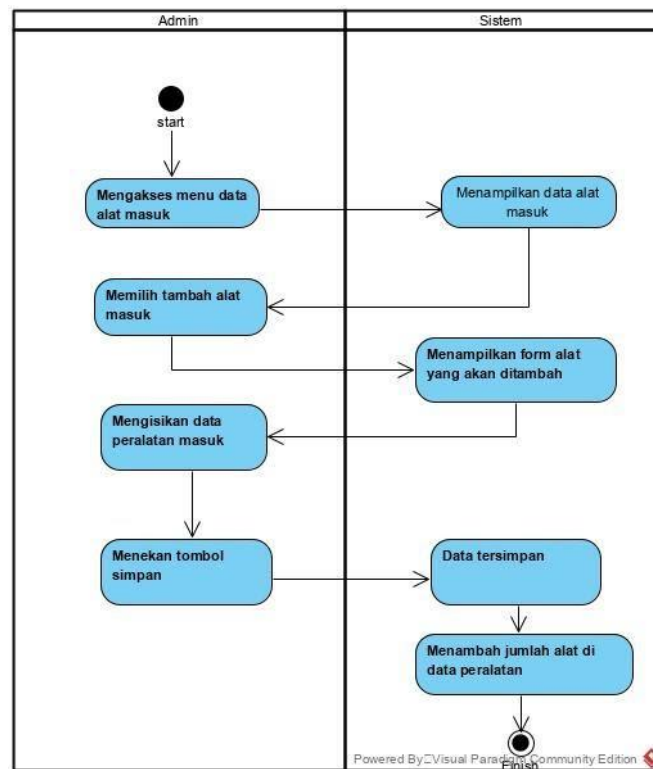 Admin
Sistem
start
Mengakses menu data
alat masuk
Menampilkan data alat
masuk
Memilih tambah alat
masuk
Menampilkan form alat
yang akan ditambah
Mengisikan data
peralatan masuk
Menekan tombol
simpan
Data tersimpan
Menambah jumlah alat di
data peralatan
Finish
Powered By Visual Paradigm Community Edition